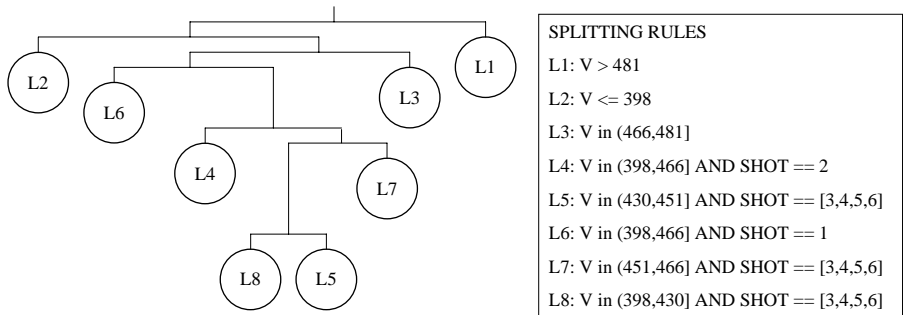 L2
L6
L4
L8
L5
L7
L3
L1
SPLITTING RULES
L1: V > 481
L2: V <= 398
L3: V in (466,481]
L4: V in (398,466] AND SHOT == 2
L5: V in (430,451] AND SHOT == [3,4,5,6]
L6: V in (398,466] AND SHOT == 1
L7: V in (451,466] AND SHOT == [3,4,5,6]
L8: V in (398,430] AND SHOT == [3,4,5,6]